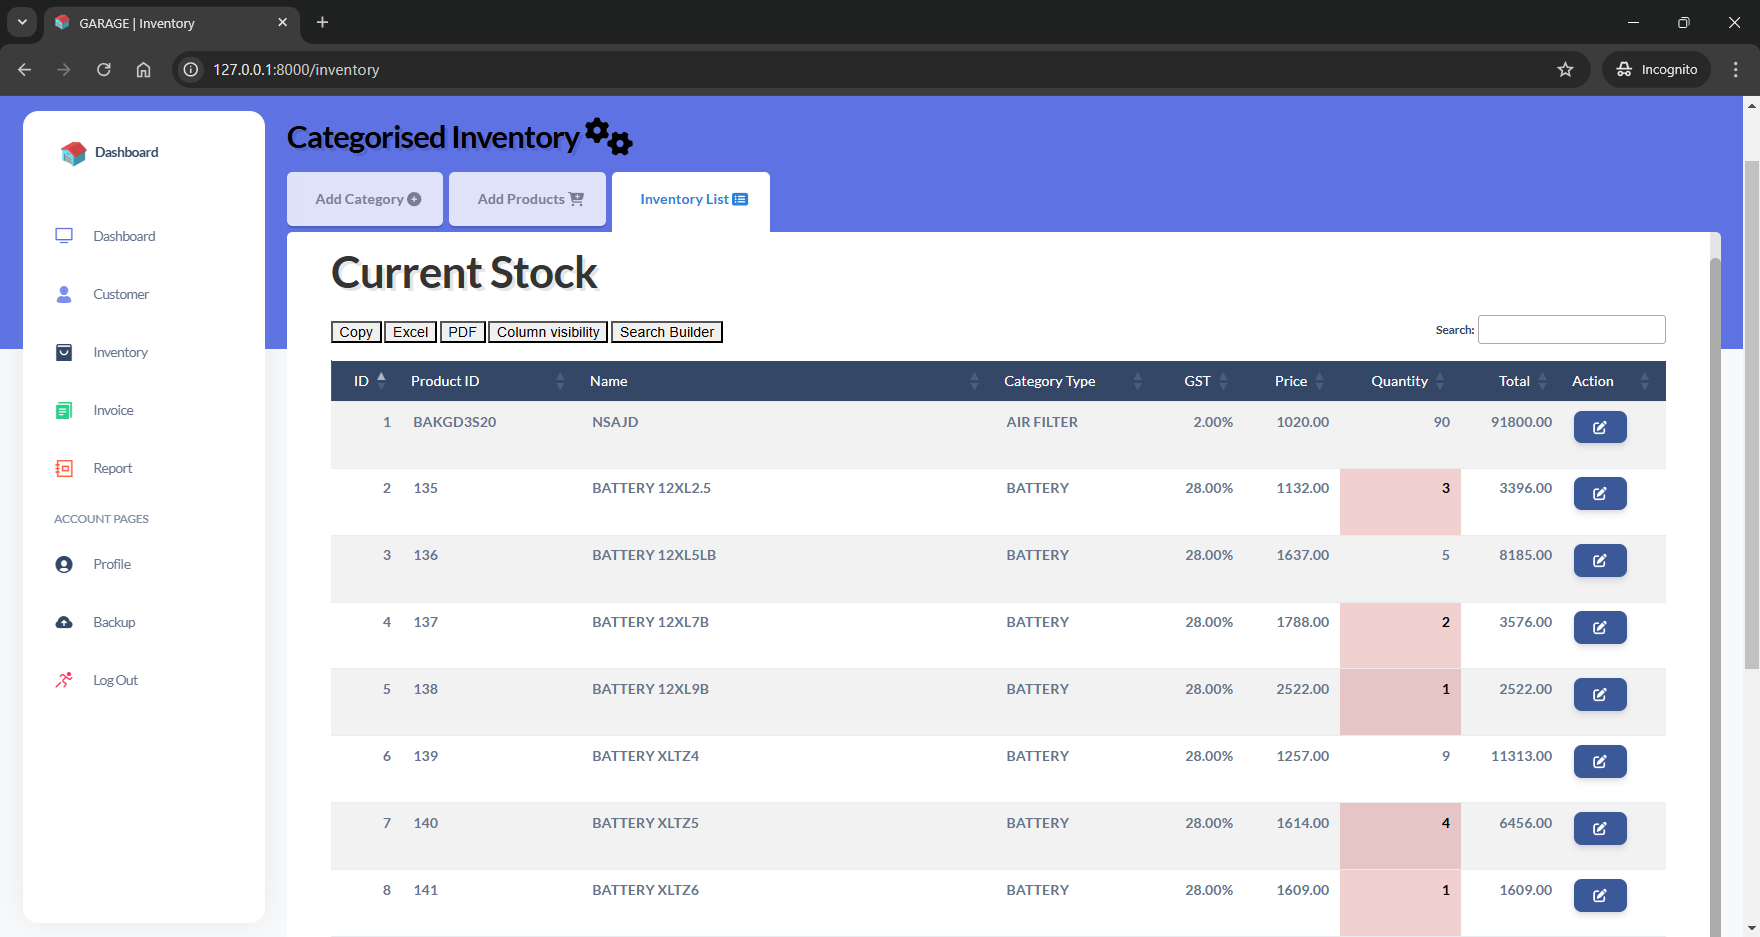 GARAGE | Inventory
127.0.0.1:8000/inventory
Incognito
Dashboard
Dashboard
Customer
Inventory
Invoice
Report
ACCOUNT PAGES
Profile
Backup
Log Out
Categorised Inventory
Add Category
Add Products
Inventory List
Current Stock
Copy Excel PDF Column visibility Search Builder
Search:
ID Product ID Name Category Type GST Price Quantity Total Action
1 BAKGD3S20 NSAJD AIR FILTER 2.00% 1020.00 90 91800.00
2 135 BATTERY 12XL2.5 BATTERY 28.00% 1132.00 3 3396.00
3 136 BATTERY 12XL5LB BATTERY 28.00% 1637.00 5 8185.00
4 137 BATTERY 12XL7B BATTERY 28.00% 1788.00 2 3576.00
5 138 BATTERY 12XL9B BATTERY 28.00% 2522.00 1 2522.00
6 139 BATTERY XLTZ4 BATTERY 28.00% 1257.00 9 11313.00
7 140 BATTERY XLTZ5 BATTERY 28.00% 1614.00 4 6456.00
8 141 BATTERY XLTZ6 BATTERY 28.00% 1609.00 1 1609.00